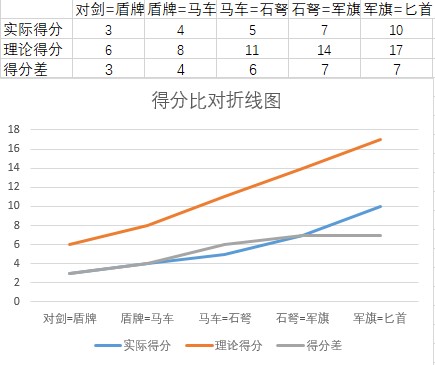 对剑=盾牌 盾牌=马车 马车=石弩 石弩=军旗 军旗=匕首
实际得分 3 4 5 7 10
理论得分 6 8 11 14 17
得分差 3 4 6 7 7
得分比对折线图
18
16
14
12
10
8
6
4
2
0
对剑=盾牌 盾牌=马车 马车=石弩 石弩=军旗 军旗=匕首
实际得分 理论得分 得分差